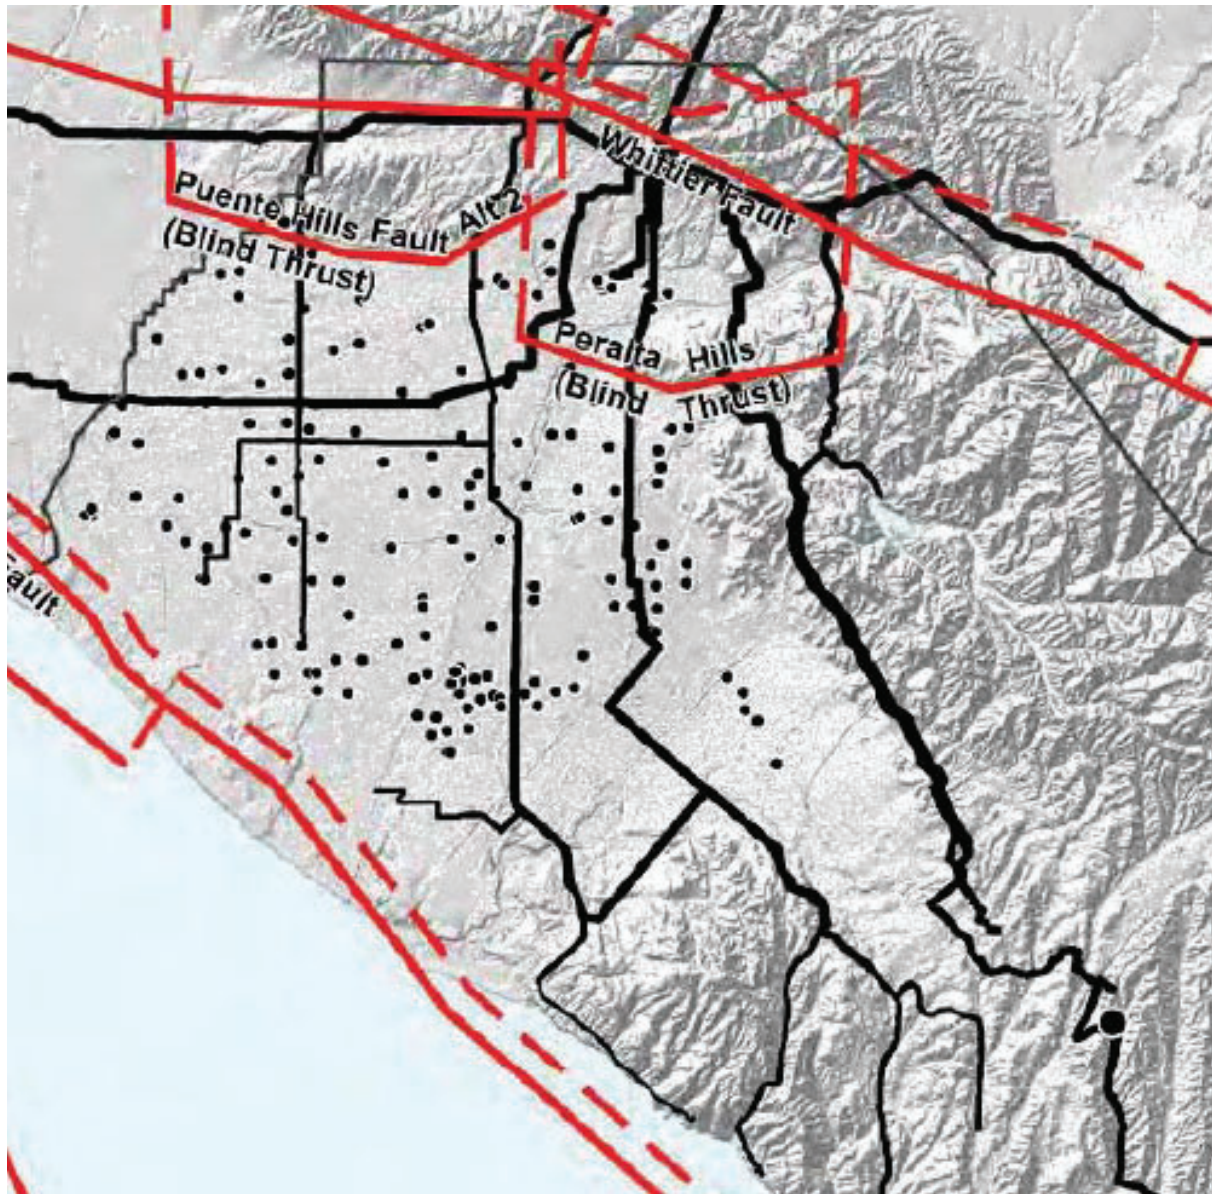 Whittier Fault
Puente Hills Fault Alt 2
(Blind Thrust)
Peralta Hills
(Blind Thrust)
Fault